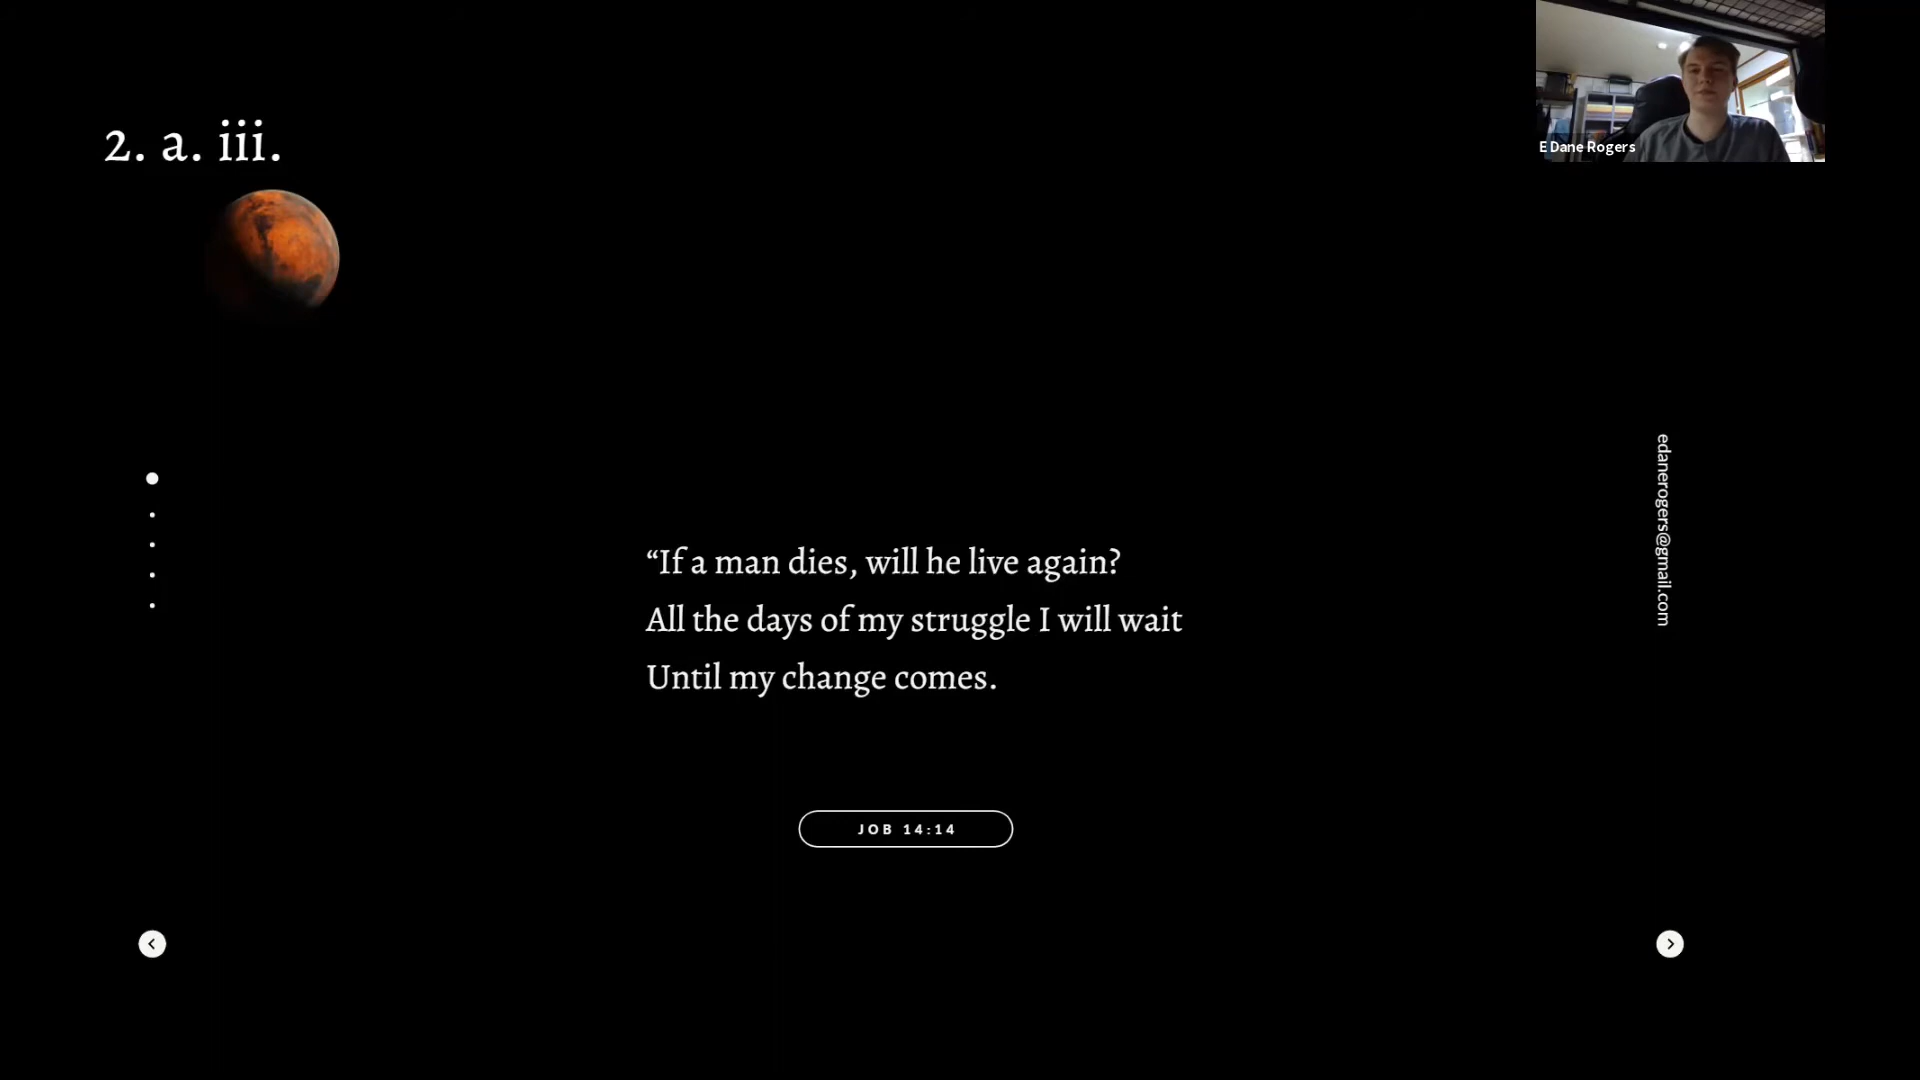 2. a. iii.
E Dane Rogers
edanerogers@gmail.com
“If a man dies, will he live again?
All the days of my struggle I will wait
Until my change comes.
JOB 14:14